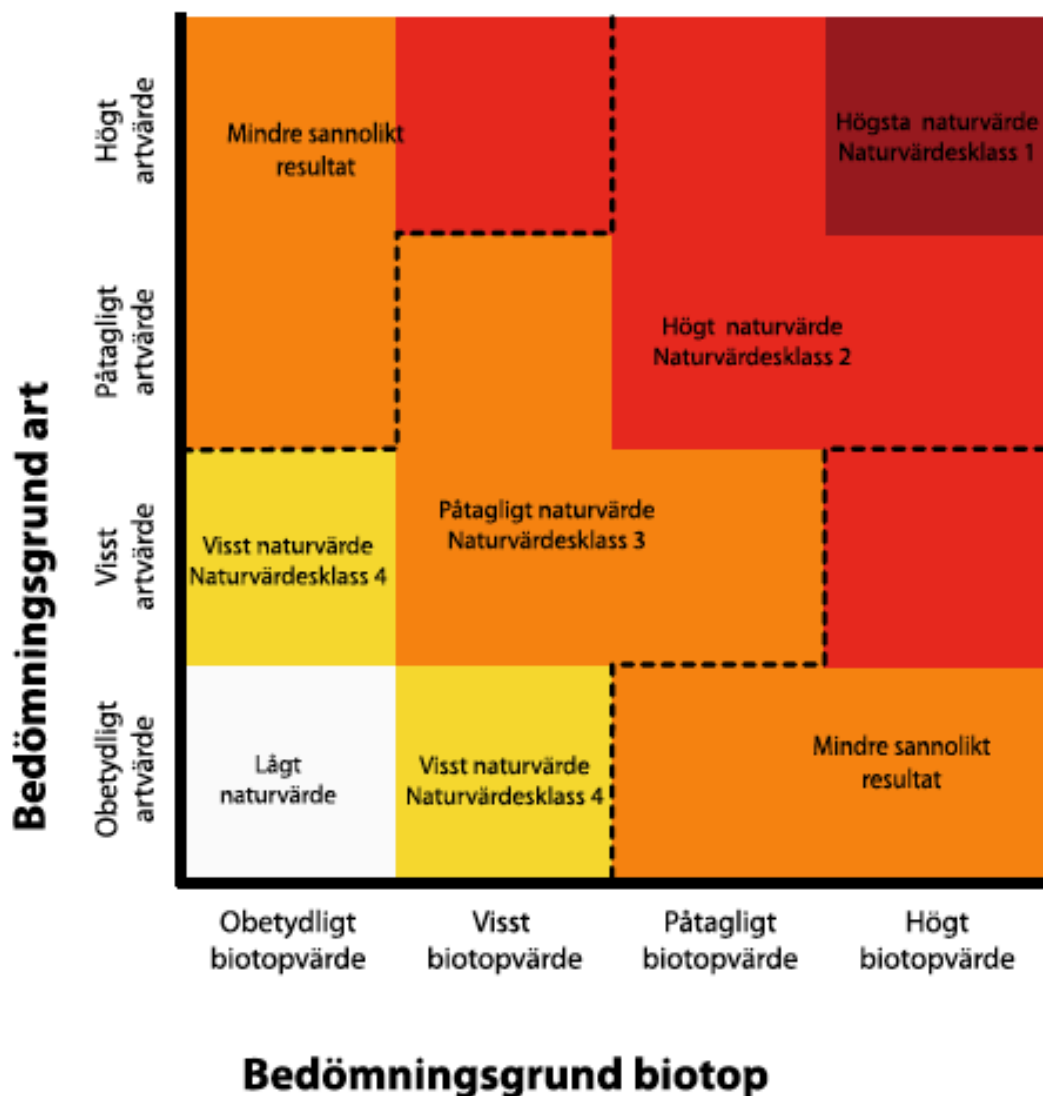 Bedömningsgrund art
Högt
artvärde
Påtagligt
artvärde
Visst
artvärde
Obetydligt
artvärde
Mindre sannolikt
resultat
Högsta naturvärde
Naturvärdesklass 1
Högt naturvärde
Naturvärdesklass 2
Påtagligt naturvärde
Naturvärdesklass 3
Visst naturvärde
Naturvärdesklass 4
Lågt
naturvärde
Visst naturvärde
Naturvärdesklass 4
Mindre sannolikt
resultat
Obetydligt
biotopvärde
Visst
biotopvärde
Påtagligt
biotopvärde
Högt
biotopvärde
Bedömningsgrund biotop